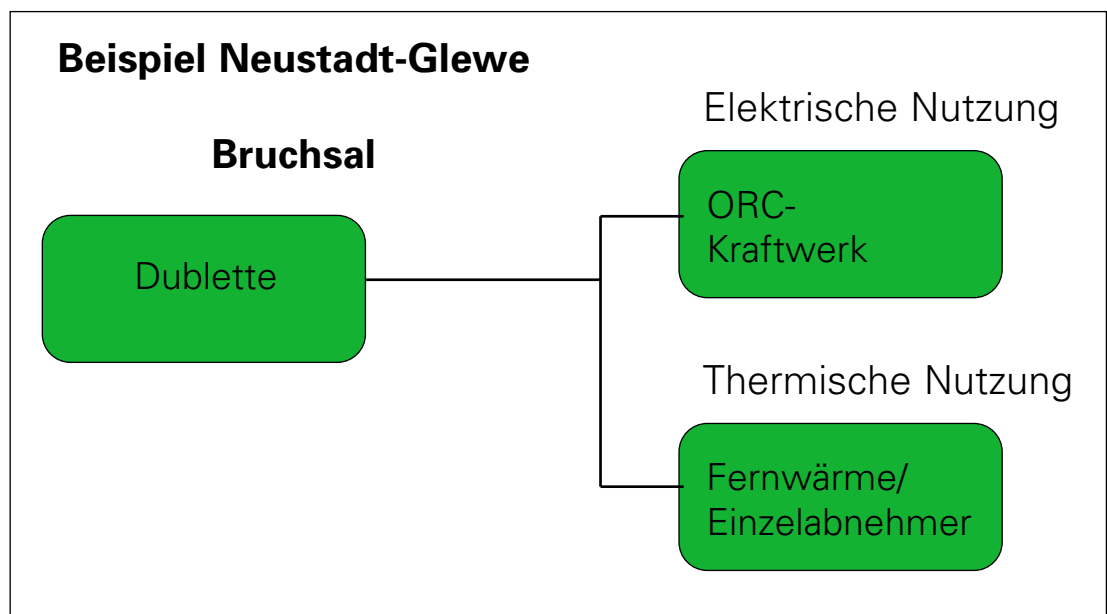 Beispiel Neustadt-Glewe
Bruchsal
Dublette
Elektrische Nutzung
ORC-
Kraftwerk
Thermische Nutzung
Fernwärme/
Einzelabnehmer